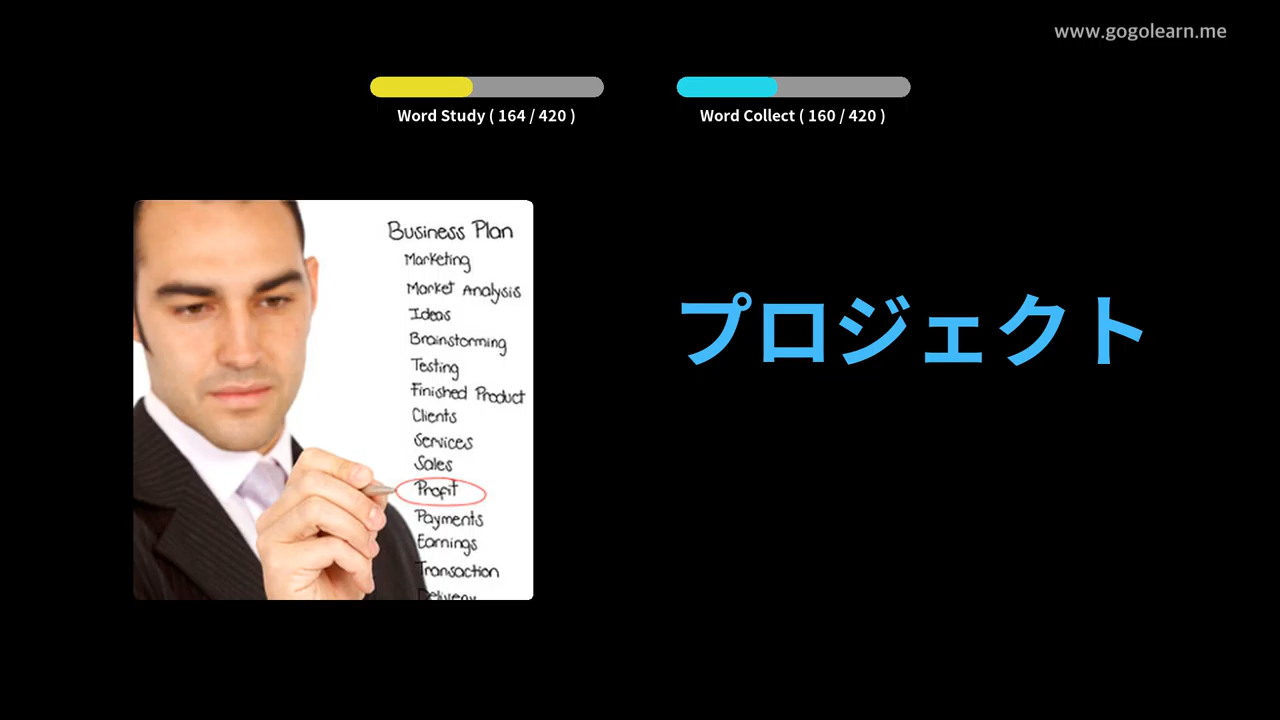 www.gogolearn.me
Word Study ( 164 / 420 )
Word Collect ( 160 / 420 )
Business Plan
Marketing
Market Analysis
Ideas
Brainstorming
Testing
Finished Product
Clients
Services
Sales
Profit
Payments
Earnings
Transaction
Delivery
プロジェクト